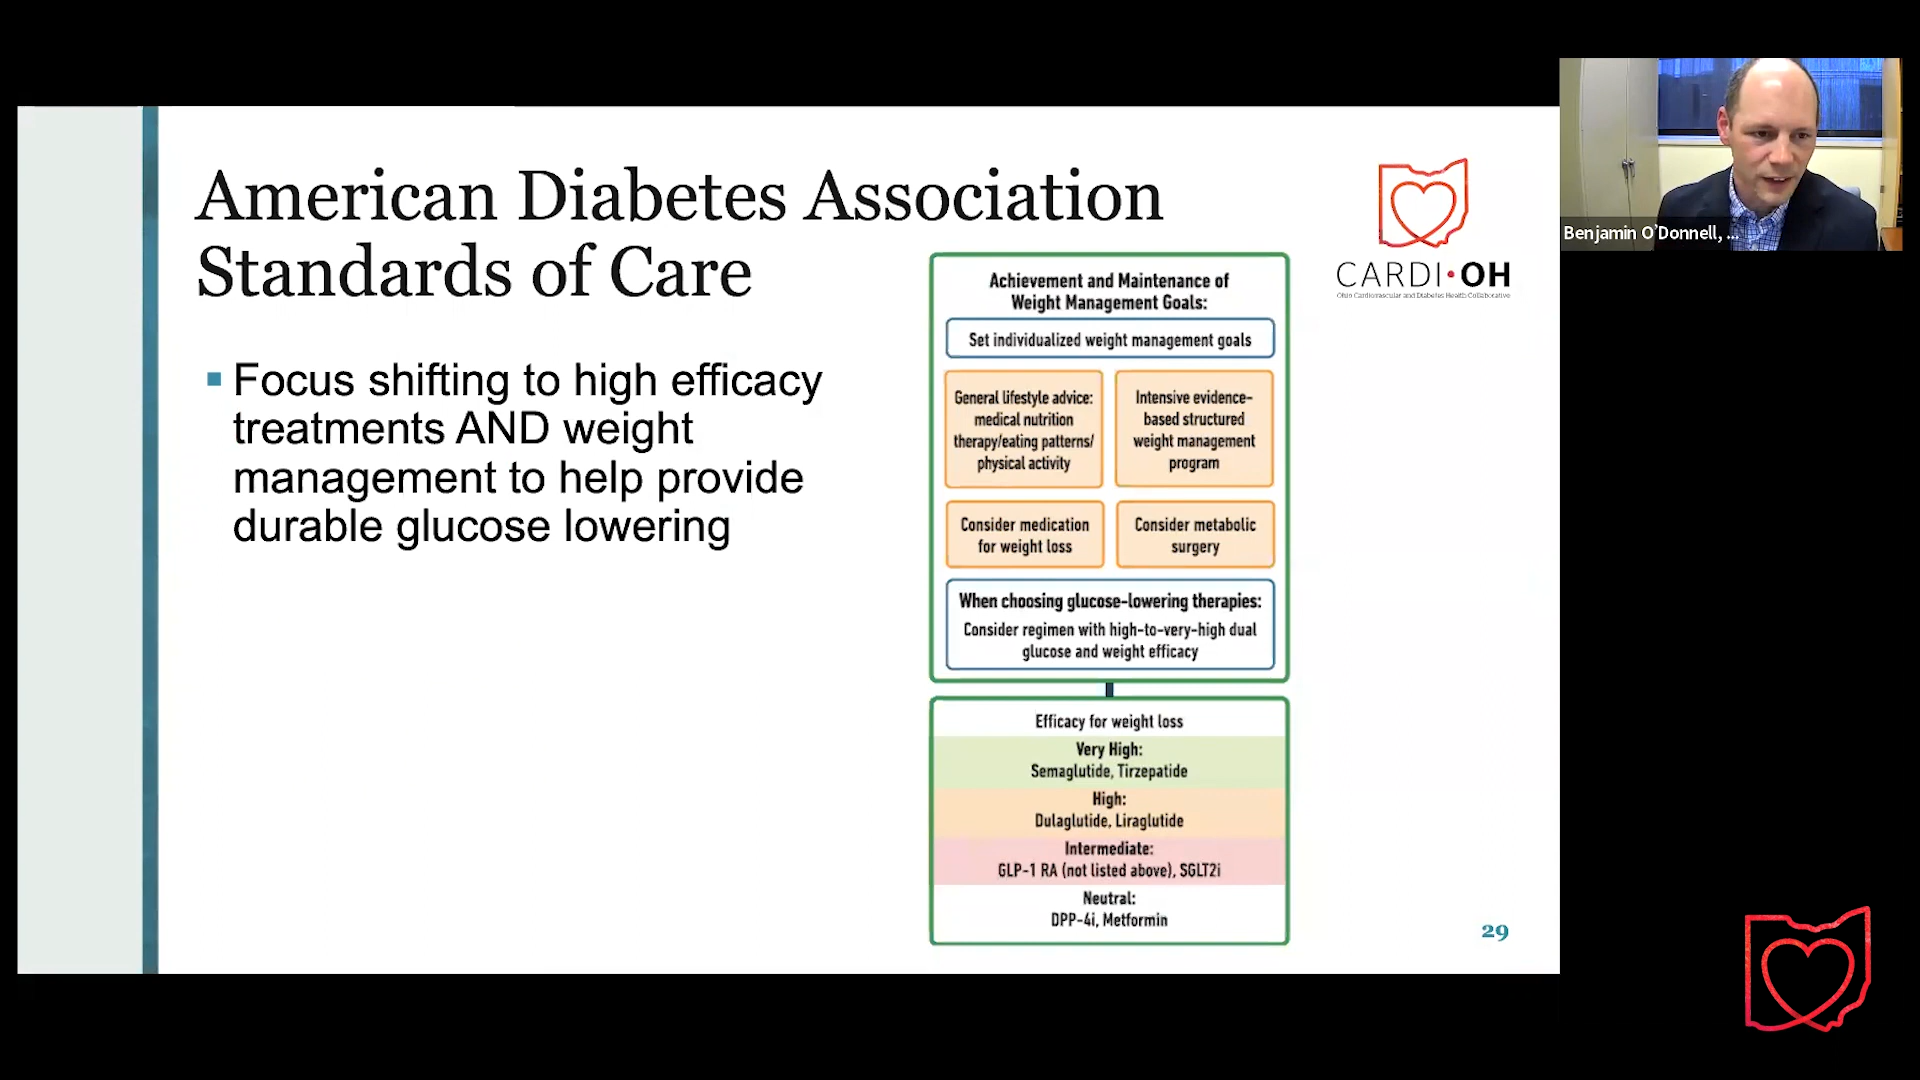 American Diabetes Association
Standards of Care
Focus shifting to high efficacy
treatments AND weight
management to help provide
durable glucose lowering
Achievement and Maintenance of
Weight Management Goals:
Set individualized weight management goals
General lifestyle advice:
medical nutrition
therapy/eating patterns/
physical activity
Intensive evidence-
based structured
weight management
program
Consider medication
for weight loss
Consider metabolic
surgery
When choosing glucose-lowering therapies:
Consider regimen with high-to-very-high dual
glucose and weight efficacy
Efficacy for weight loss
Very High:
Semaglutide, Tirzepatide
High:
Dulaglutide, Liraglutide
Intermediate:
GLP-1 RA (not listed above), SGLT2i
Neutral:
DPP-4i, Metformin
CARDI•OH
Ohio Cardiovascular and Diabetes Health Collaborative
29
Benjamin O'Donnell, ...